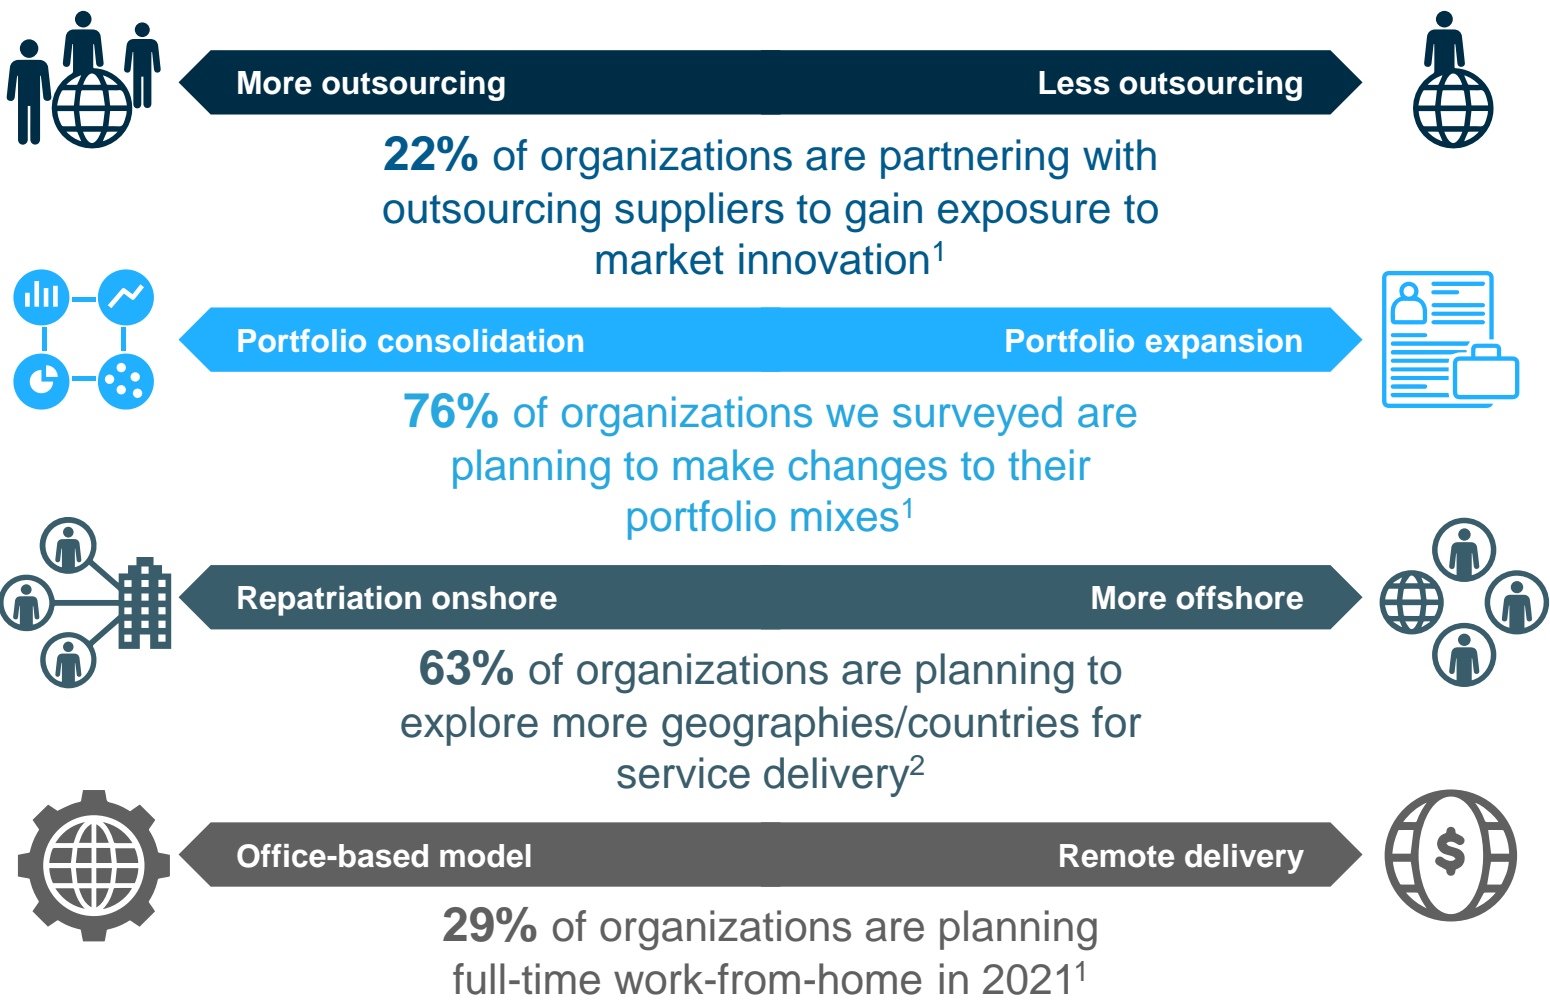 More outsourcing Less outsourcing
22% of organizations are partnering with
outsourcing suppliers to gain exposure to
market innovation¹
Portfolio consolidation Portfolio expansion
76% of organizations we surveyed are
planning to make changes to their
portfolio mixes¹
Repatriation onshore More offshore
63% of organizations are planning to
explore more geographies/countries for
service delivery²
Office-based model Remote delivery
$
29% of organizations are planning
full-time work-from-home in 2021¹